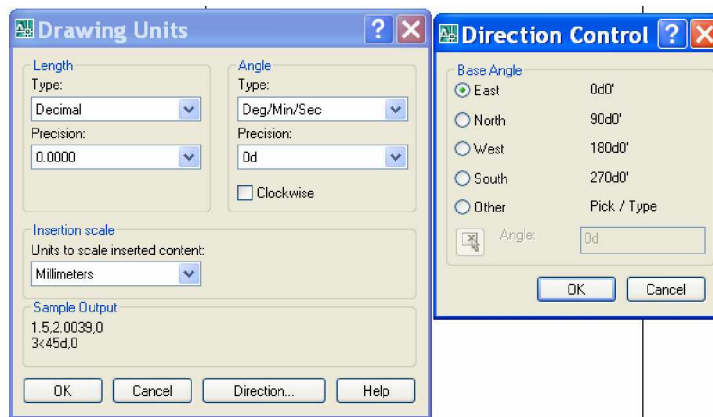 Drawing Units
Length
Type:
Decimal
Precision:
0.0000
Angle
Type:
Deg/Min/Sec
Precision:
0d
Clockwise
Insertion scale
Units to scale inserted content:
Millimeters
Sample Output
1.5,2.0039,0
3<45d,0
OK Cancel Direction... Help
Direction Control
Base Angle
East 0d0'
North 90d0'
West 180d0'
South 270d0'
Other Pick / Type
Angle: 0d
OK Cancel